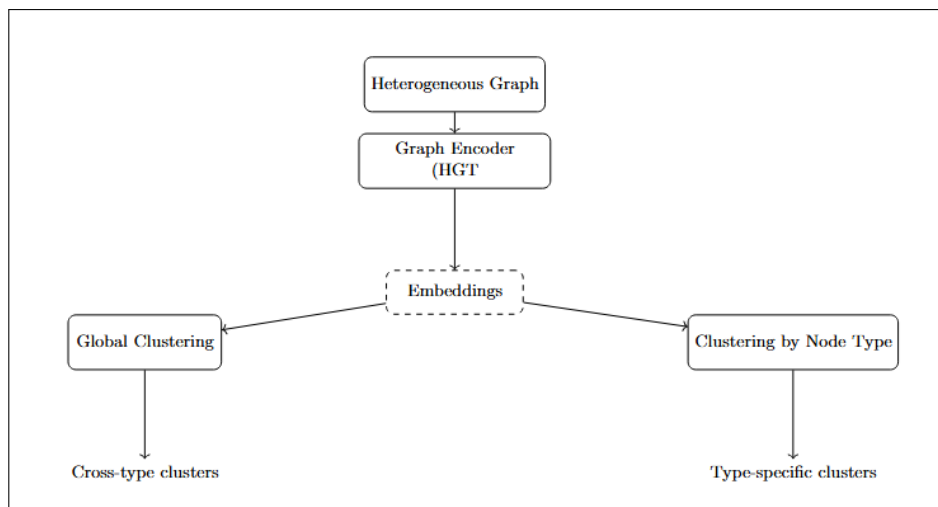 Heterogeneous Graph
Graph Encoder
(HGT
Embeddings
Global Clustering
Clustering by Node Type
Cross-type clusters
Type-specific clusters